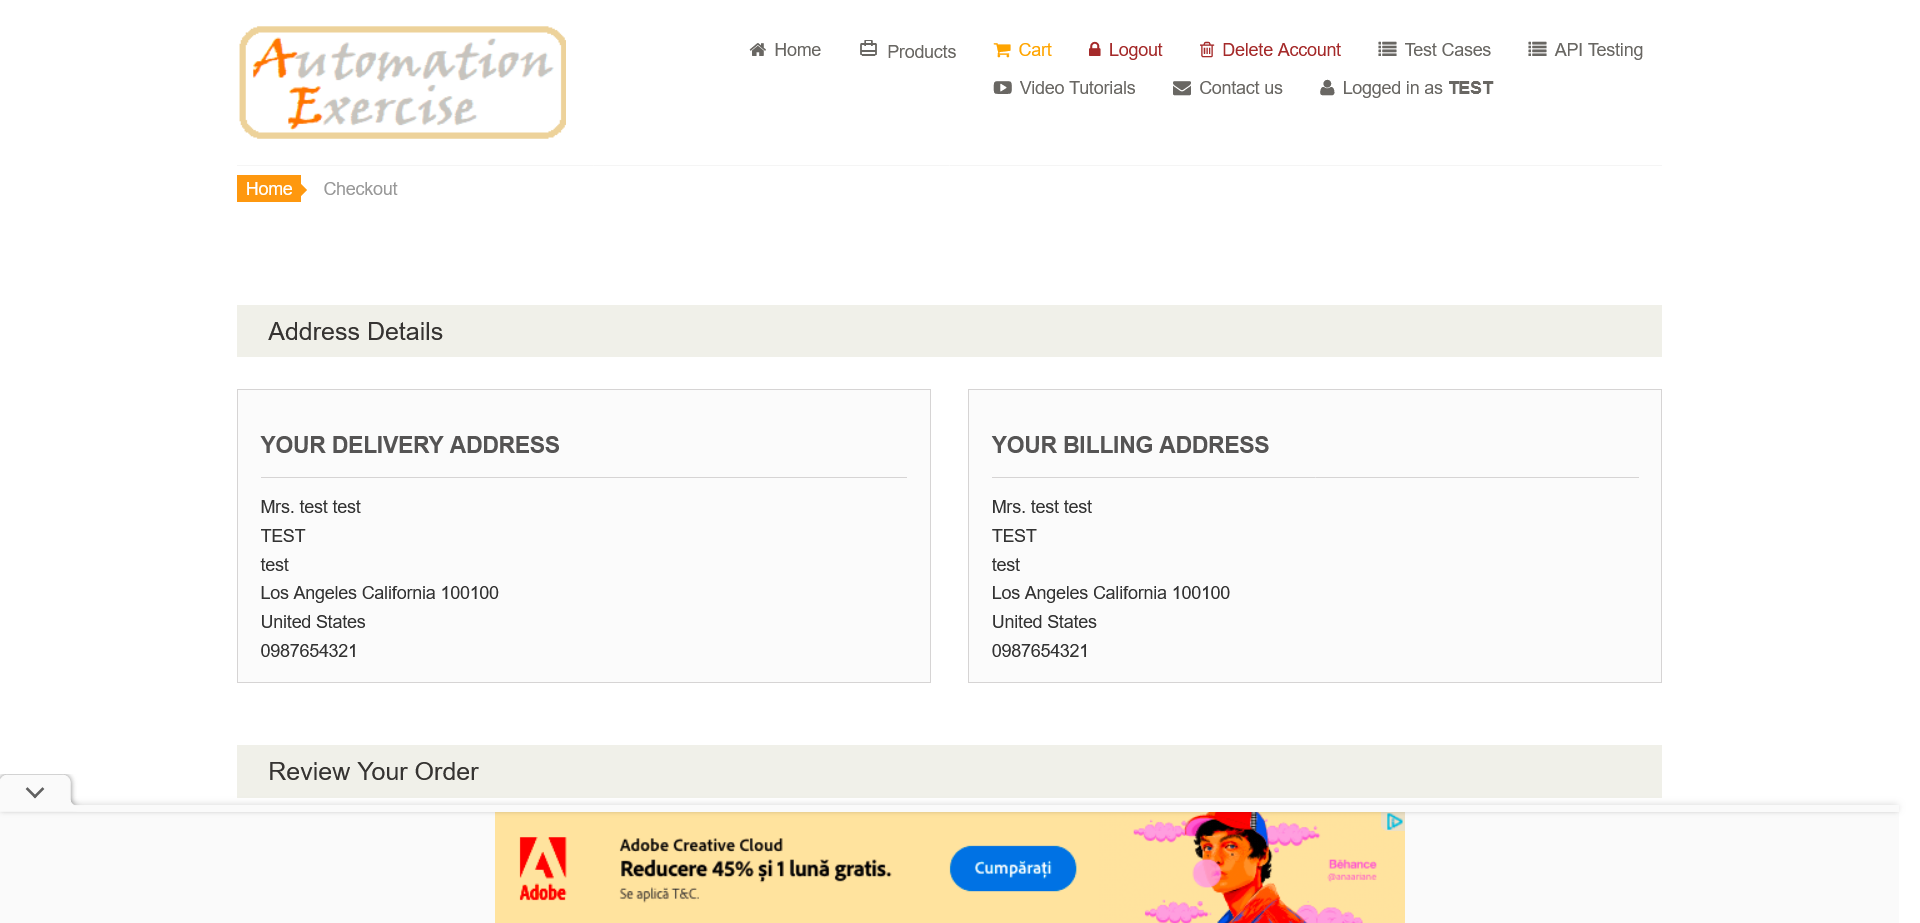 Automation
Exercise
Home
Products
Cart
Logout
Delete Account
Test Cases
API Testing
Video Tutorials
Contact us
Logged in as TEST
Home
Checkout
Address Details
YOUR DELIVERY ADDRESS
Mrs. test test
TEST
test
Los Angeles California 100100
United States
0987654321
YOUR BILLING ADDRESS
Mrs. test test
TEST
test
Los Angeles California 100100
United States
0987654321
Review Your Order
Adobe
Adobe Creative Cloud
Reducere 45% și 1 lună gratis.
Se aplică T&C.
Cumpărați
Bēhance
@anaariane